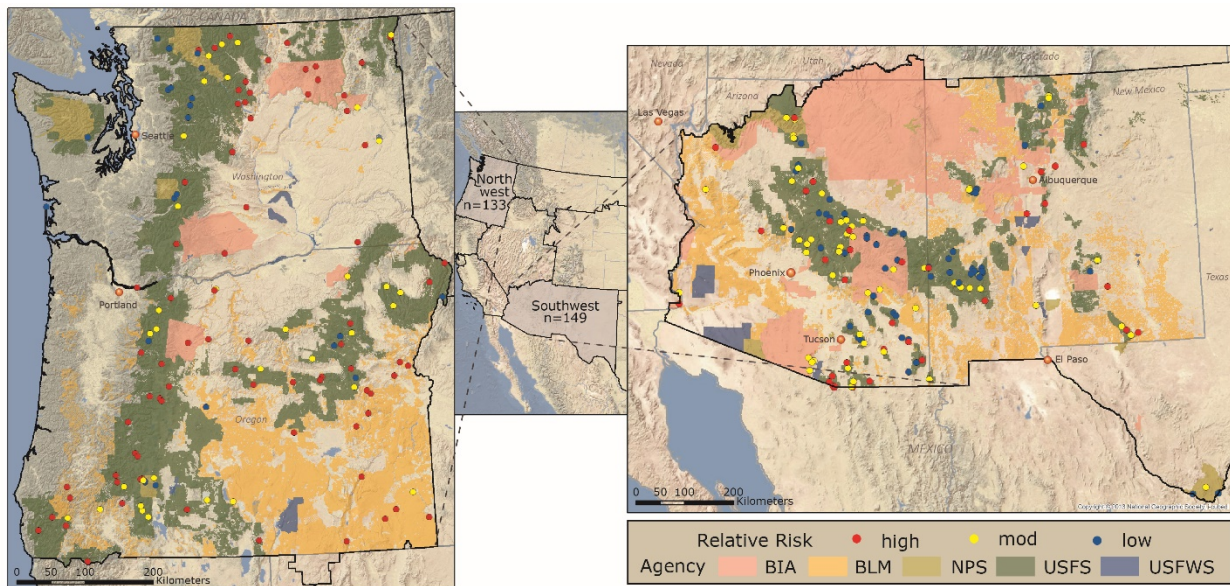 CANADA
Seattle
Washington
Portland
Oregon
0 50 100 200
Kilometers
North
west
n=133
Southwest
n=149
Nevada
Utah
Colorado
Arizona
New Mexico
Las Vegas
Albuquerque
Phoenix
Texas
Tucson
El Paso
MÉXICO
0 50 100 200
Kilometers
Relative Risk high mod low
Agency BIA BLM NPS USFS USFWS